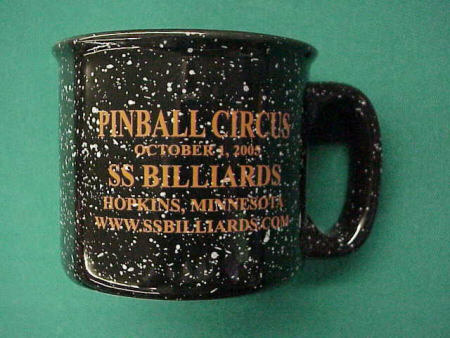 PINBALL CIRCUS
OCTOBER 1, 2005
SS BILLIARDS
HOPKINS, MINNESOTA
WWW.SSBILLIARDS.COM